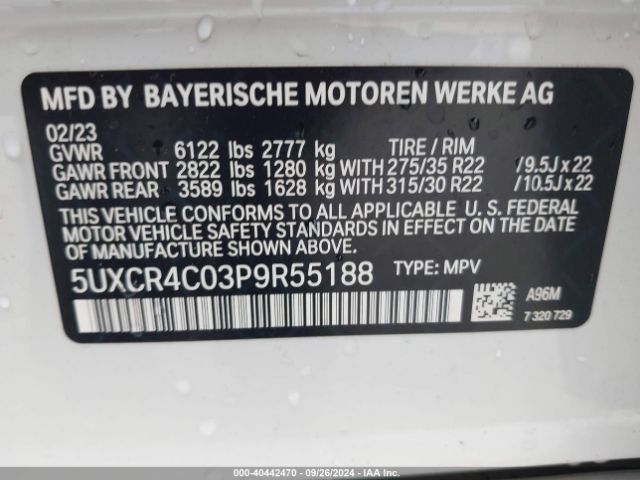 MFD BY BAYERISCHE MOTOREN WERKE AG
02/23
GVWR 6122 lbs 2777 kg TIRE / RIM
GAWR FRONT 2822 lbs 1280 kg WITH 275/35 R22 / 9.5J x 22
GAWR REAR 3589 lbs 1628 kg WITH 315/30 R22 / 10.5J x 22
THIS VEHICLE CONFORMS TO ALL APPLICABLE U. S. FEDERAL
MOTOR VEHICLE SAFETY STANDARDS IN EFFECT ON THE DATE
OF MANUFACTURE SHOWN ABOVE.
5UXCR4C03P9R55188 TYPE: MPV
A96M
7 320 729
000-40442470 - 09/26/2024 - IAAI.COM